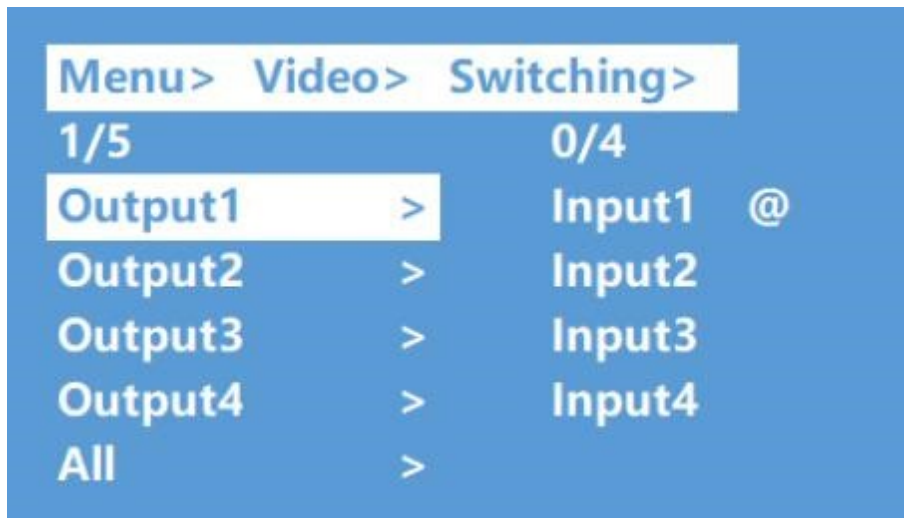 Menu> Video> Switching>
1/5 0/4
Output1 > Input1 @
Output2 > Input2
Output3 > Input3
Output4 > Input4
All >